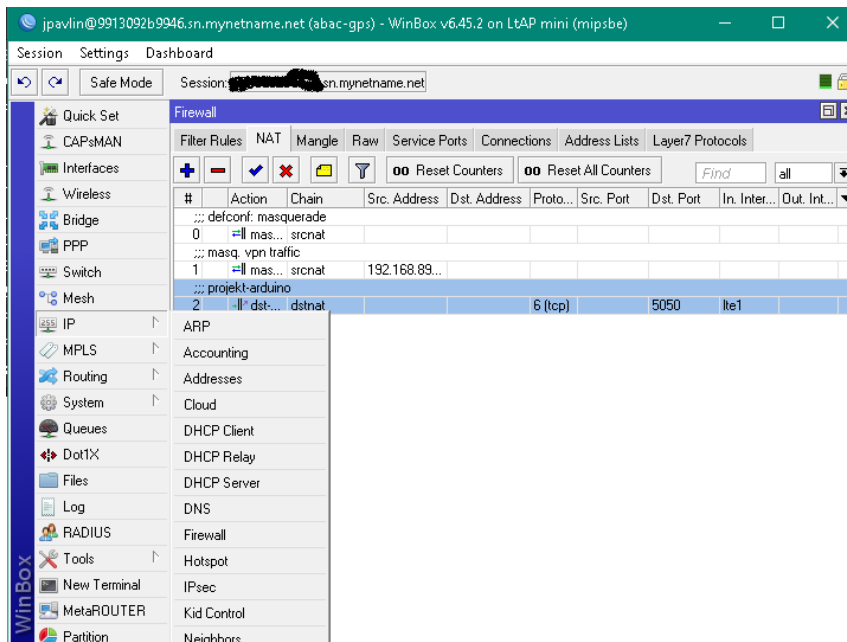 jpavlin@9913092b9946.sn.mynetname.net (abac-gps) - WinBox v6.45.2 on LtAP mini (mipsbe)
Session Settings Dashboard
Safe Mode Session: sn.mynetname.net
Quick Set
CAPsMAN
Interfaces
Wireless
Bridge
PPP
Switch
Mesh
IP
MPLS
Routing
System
Queues
Dot1X
Files
Log
RADIUS
Tools
New Terminal
MetaROUTER
Partition
WinBox
Firewall
Filter Rules NAT Mangle Raw Service Ports Connections Address Lists Layer7 Protocols
00 Reset Counters 00 Reset All Counters Find all
# Action Chain Src. Address Dst. Address Proto... Src. Port Dst. Port In. Inter... Out. Int...
;;; defconf: masquerade
0 mas... srcnat
;;; masq. vpn traffic
1 mas... srcnat 192.168.89...
;;; projekt-arduino
2 dst-... dstnat 6 (tcp) 5050 lte1
ARP
Accounting
Addresses
Cloud
DHCP Client
DHCP Relay
DHCP Server
DNS
Firewall
Hotspot
IPsec
Kid Control
Neighbors